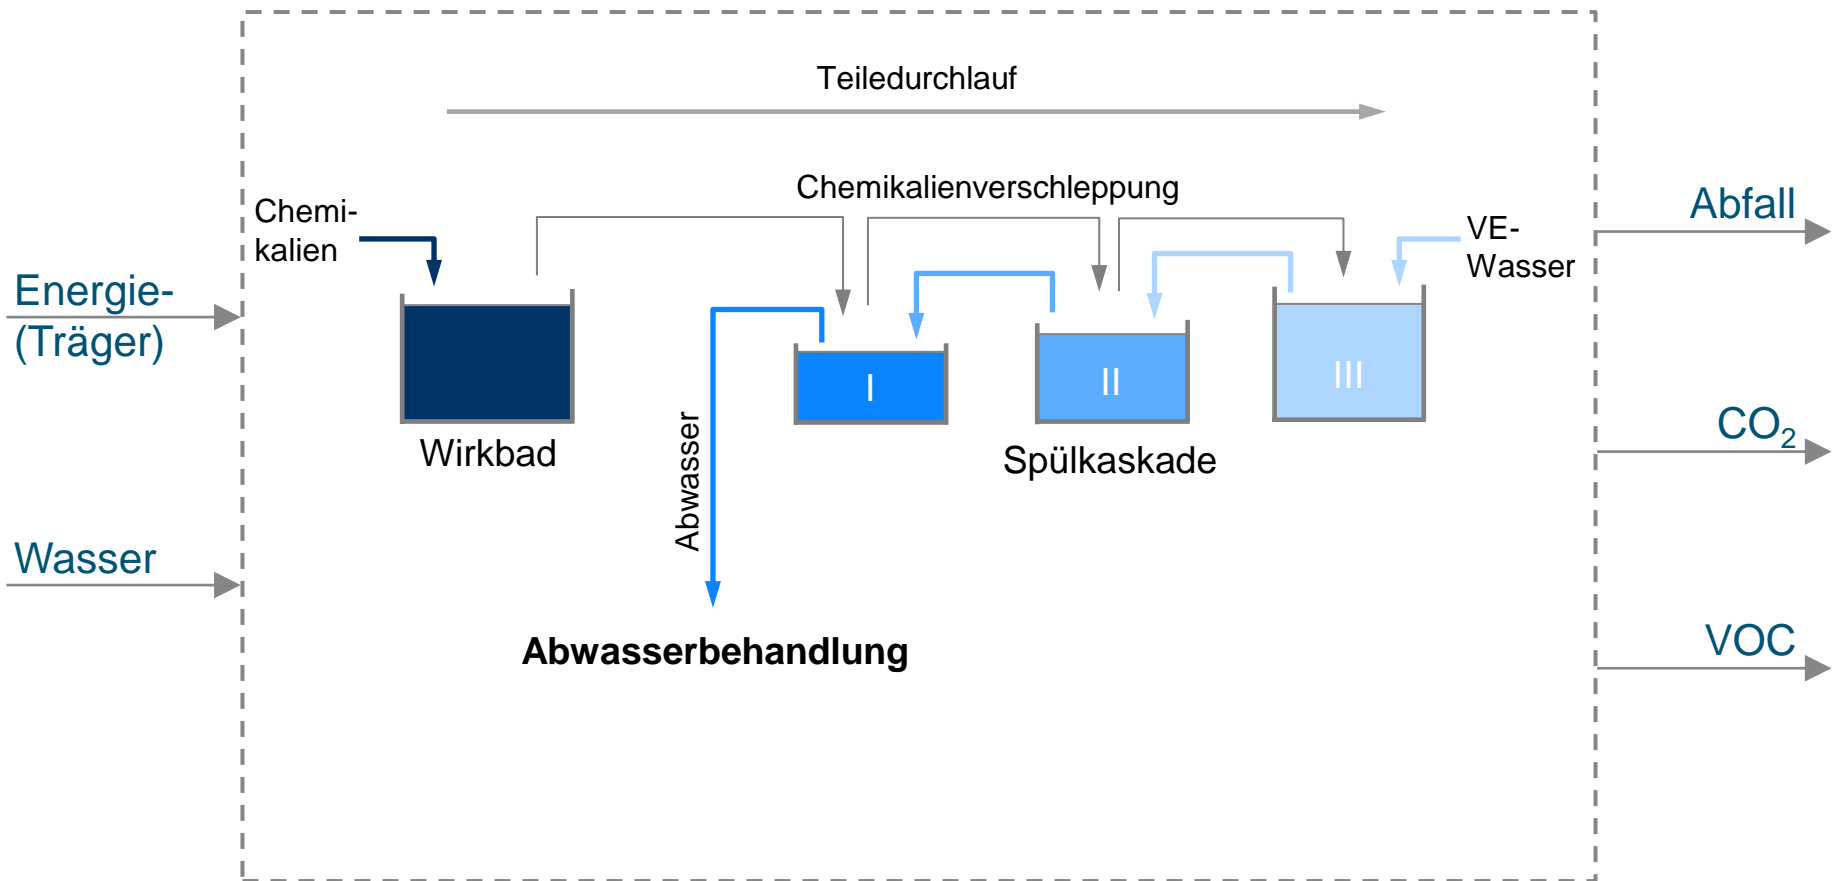 Teiledurchlauf
Chemikalienverschleppung
Chemi-
kalien
VE-
Wasser
Energie-
(Träger)
Wasser
Abfall
CO₂
VOC
I
II
III
Wirkbad
Spülkaskade
Abwasser
Abwasserbehandlung